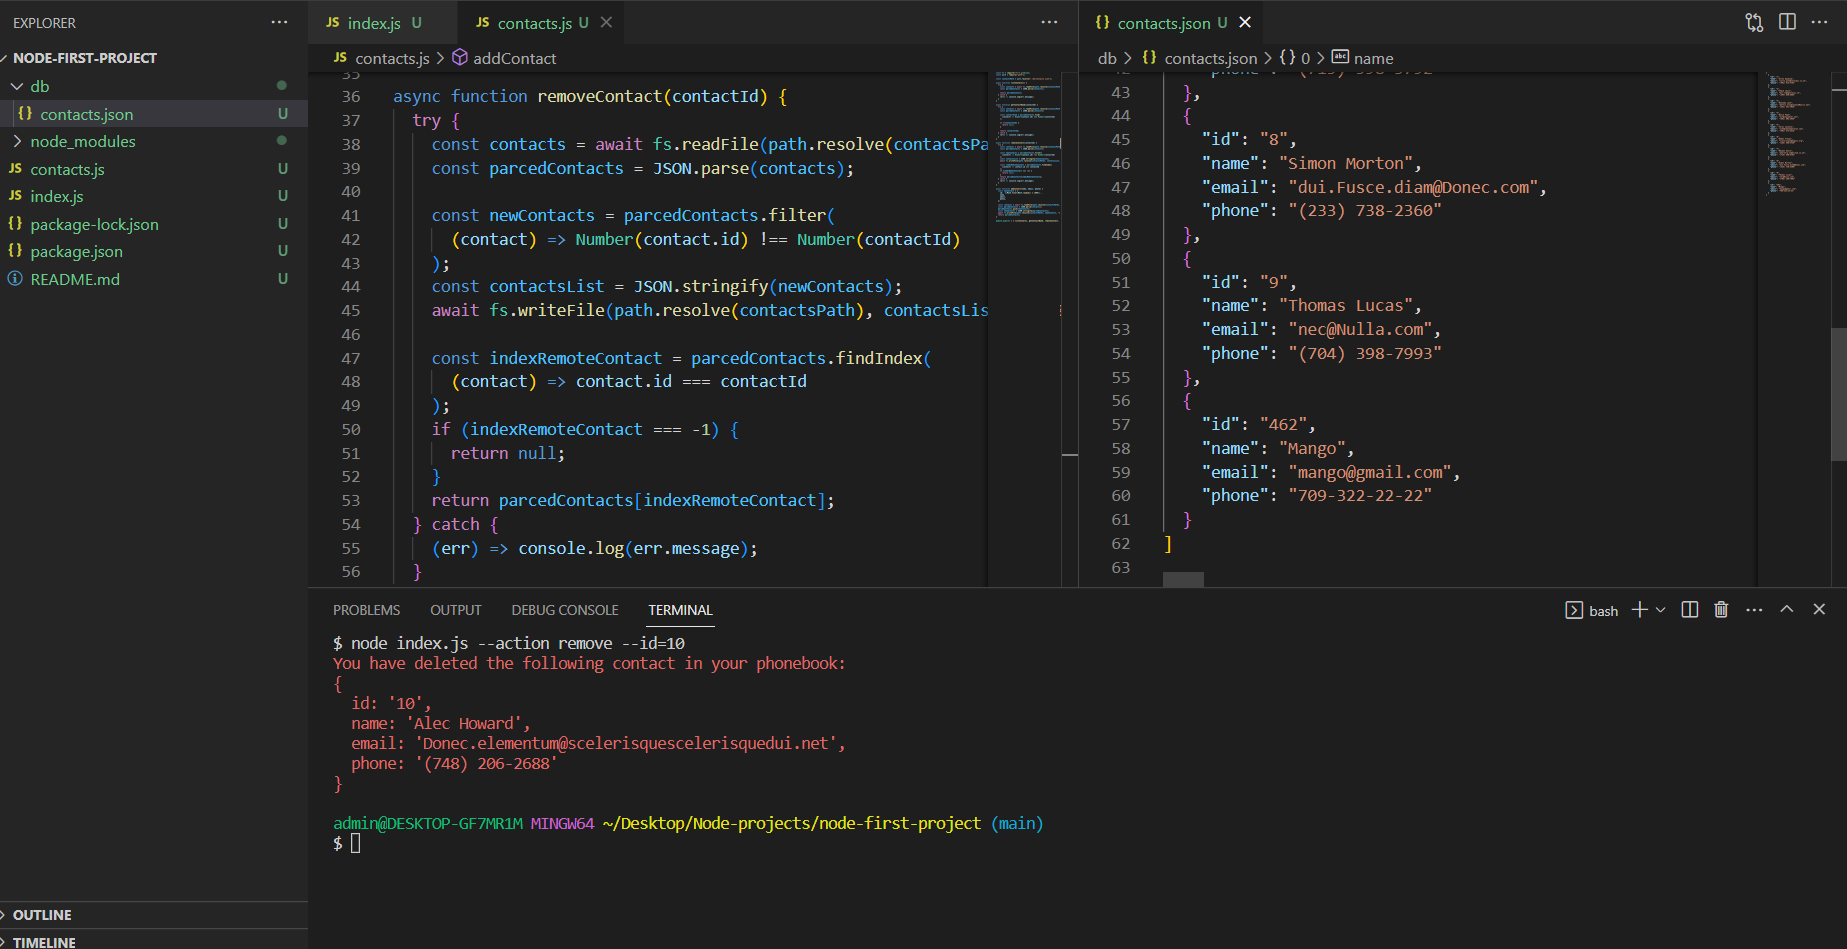 EXPLORER
NODE-FIRST-PROJECT
db
contacts.json U
node_modules
contacts.js U
index.js U
package-lock.json U
package.json U
README.md U
OUTLINE
TIMELINE
JS index.js U
JS contacts.js U
JS contacts.js > addContact
35
36 async function removeContact(contactId) {
37 try {
38 const contacts = await fs.readFile(path.resolve(contactsPa
39 const parcedContacts = JSON.parse(contacts);
40
41 const newContacts = parcedContacts.filter(
42 (contact) => Number(contact.id) !== Number(contactId)
43 );
44 const contactsList = JSON.stringify(newContacts);
45 await fs.writeFile(path.resolve(contactsPath), contactsLis
46
47 const indexRemoteContact = parcedContacts.findIndex(
48 (contact) => contact.id === contactId
49 );
50 if (indexRemoteContact === -1) {
51 return null;
52 }
53 return parcedContacts[indexRemoteContact];
54 } catch {
55 (err) => console.log(err.message);
56 }
{} contacts.json U
db > {} contacts.json > {} 0 > abc name
43 },
44 {
45 "id": "8",
46 "name": "Simon Morton",
47 "email": "dui.Fusce.diam@Donec.com",
48 "phone": "(233) 738-2360"
49 },
50 {
51 "id": "9",
52 "name": "Thomas Lucas",
53 "email": "nec@Nulla.com",
54 "phone": "(704) 398-7993"
55 },
56 {
57 "id": "462",
58 "name": "Mango",
59 "email": "mango@gmail.com",
60 "phone": "709-322-22-22"
61 }
62 ]
63
PROBLEMS OUTPUT DEBUG CONSOLE TERMINAL
bash
$ node index.js --action remove --id=10
You have deleted the following contact in your phonebook:
{
id: '10',
name: 'Alec Howard',
email: 'Donec.elementum@scelerisquescelerisquedui.net',
phone: '(748) 206-2688'
}
admin@DESKTOP-GF7MR1M MINGW64 ~/Desktop/Node-projects/node-first-project (main)
$